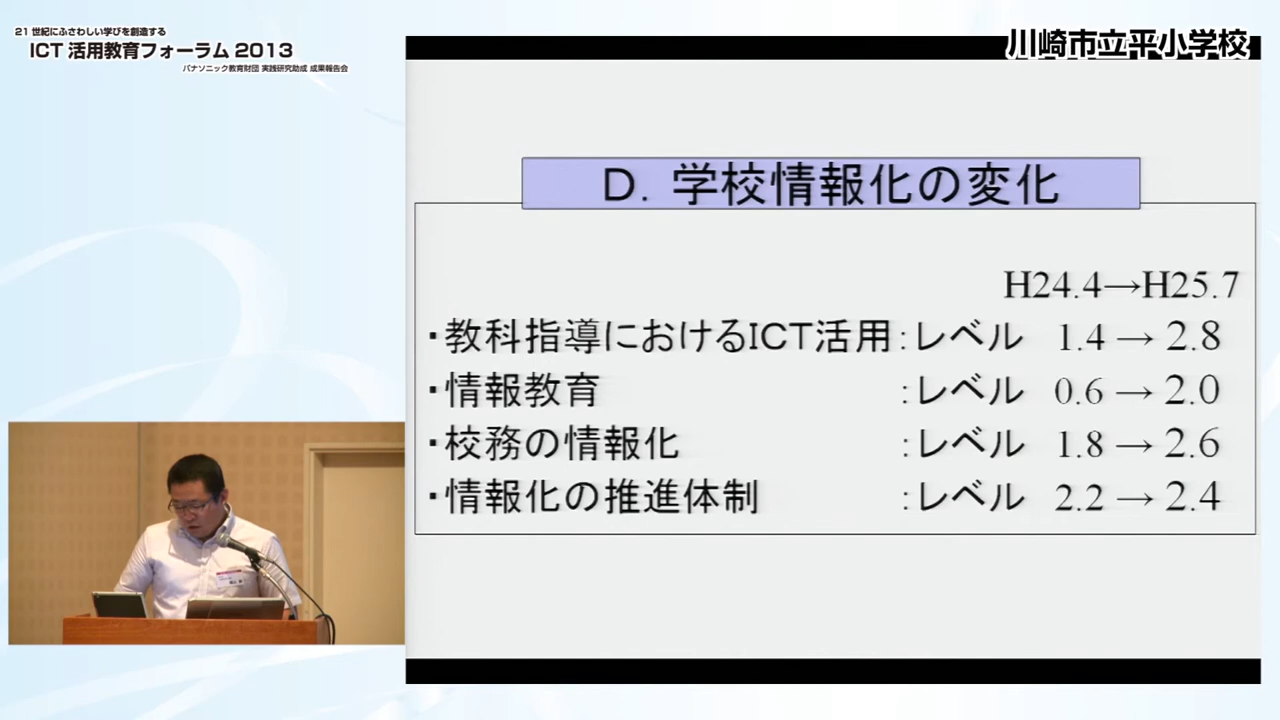 21世紀にふさわしい学びを創造する
ICT 活用教育フォーラム 2013
パナソニック教育財団 実践研究助成 成果報告会
川崎市立平小学校
D．学校情報化の変化
H24.4→H25.7
・教科指導におけるICT活用：レベル 1.4 → 2.8
・情報教育 ：レベル 0.6 → 2.0
・校務の情報化 ：レベル 1.8 → 2.6
・情報化の推進体制 ：レベル 2.2 → 2.4